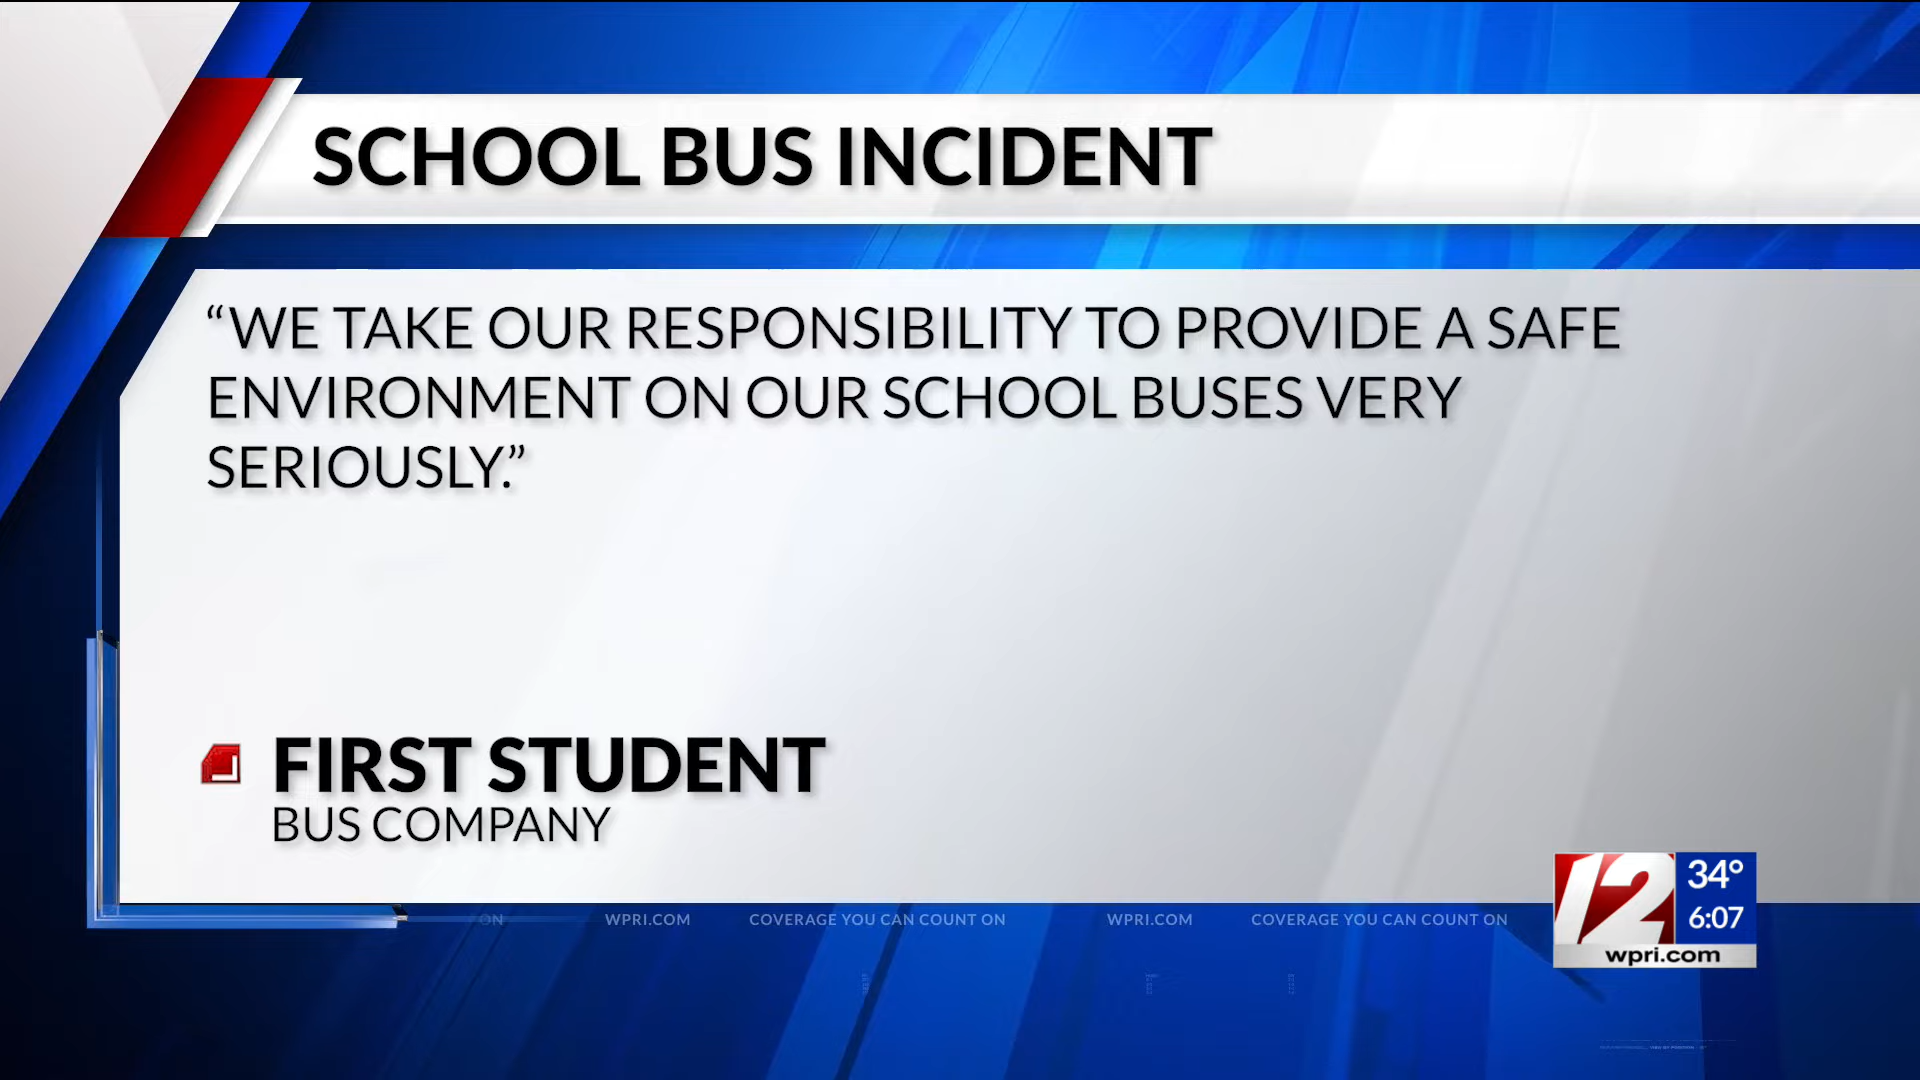 SCHOOL BUS INCIDENT
“WE TAKE OUR RESPONSIBILITY TO PROVIDE A SAFE
ENVIRONMENT ON OUR SCHOOL BUSES VERY
SERIOUSLY.”
FIRST STUDENT
BUS COMPANY
12
34°
6:07
wpri.com
ON WPRI.COM COVERAGE YOU CAN COUNT ON WPRI.COM COVERAGE YOU CAN COUNT ON